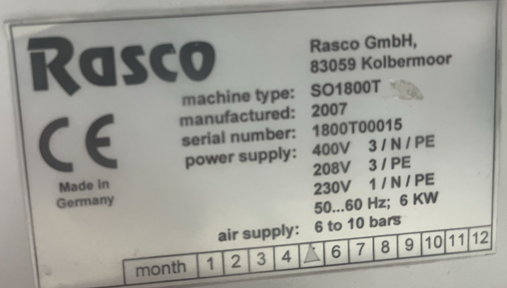 Rasco
Rasco GmbH,
83059 Kolbermoor
machine type: SO1800T
manufactured: 2007
serial number: 1800T00015
power supply: 400V 3 / N / PE
208V 3 / PE
230V 1 / N / PE
50...60 Hz; 6 KW
air supply: 6 to 10 bars
CE
Made in
Germany
month 1 2 3 4 6 7 8 9 10 11 12